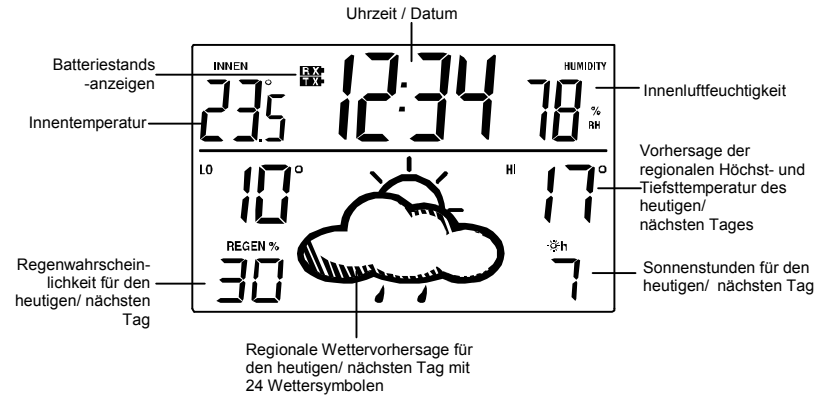 Uhrzeit / Datum
Batteriestands
-anzeigen
Innentemperatur
INNEN
23.5°
RX
TX
12:34
HUMIDITY
78 %
RH
Innenluftfeuchtigkeit
LO 10°
HI 17°
Vorhersage der
regionalen Höchst- und
Tiefsttemperatur des
heutigen/
nächsten Tages
REGEN %
30
h
7
Regenwahrschein-
lichkeit für den
heutigen/ nächsten
Tag
Sonnenstunden für den
heutigen/ nächsten Tag
Regionale Wettervorhersage für
den heutigen/ nächsten Tag mit
24 Wettersymbolen